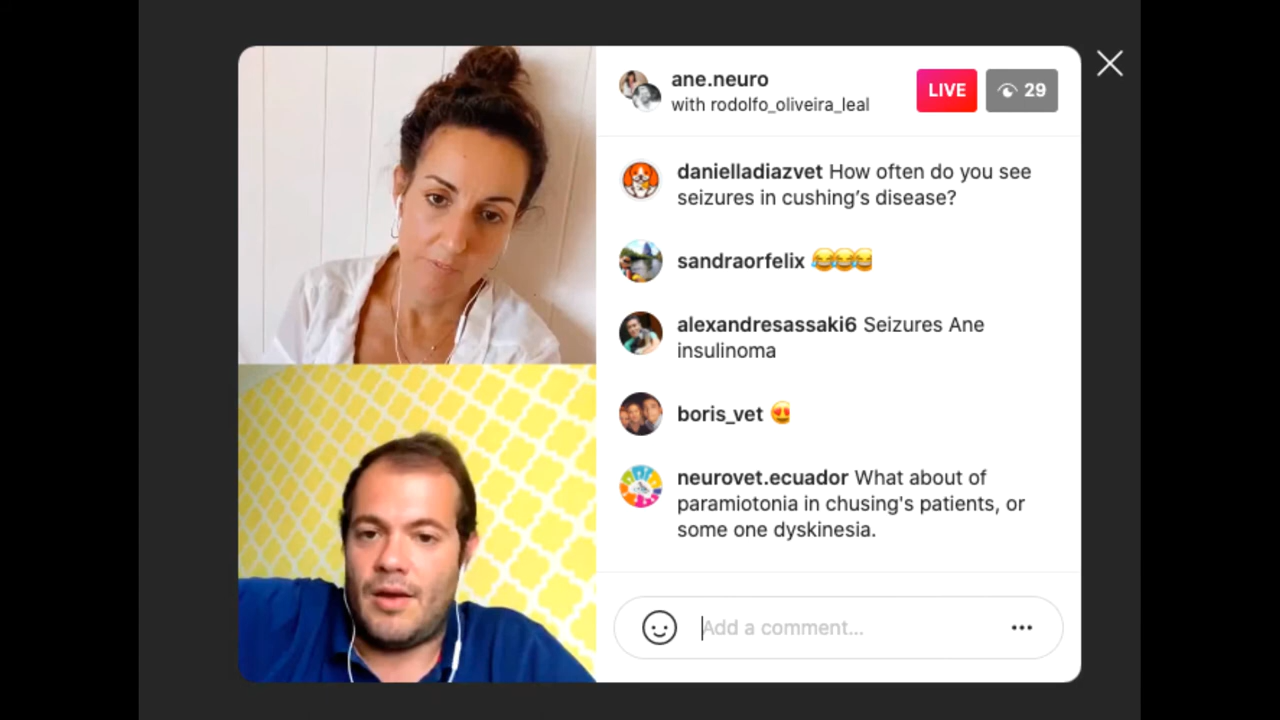 ane.neuro
with rodolfo_oliveira_leal
LIVE
29
danielladiazvet How often do you see
seizures in cushing’s disease?
sandraorfelix 😂😂😂
alexandresassaki6 Seizures Ane
insulinoma
boris_vet 😍
neurovet.ecuador What about of
paramiotonia in chusing's patients, or
some one dyskinesia.
Add a comment...